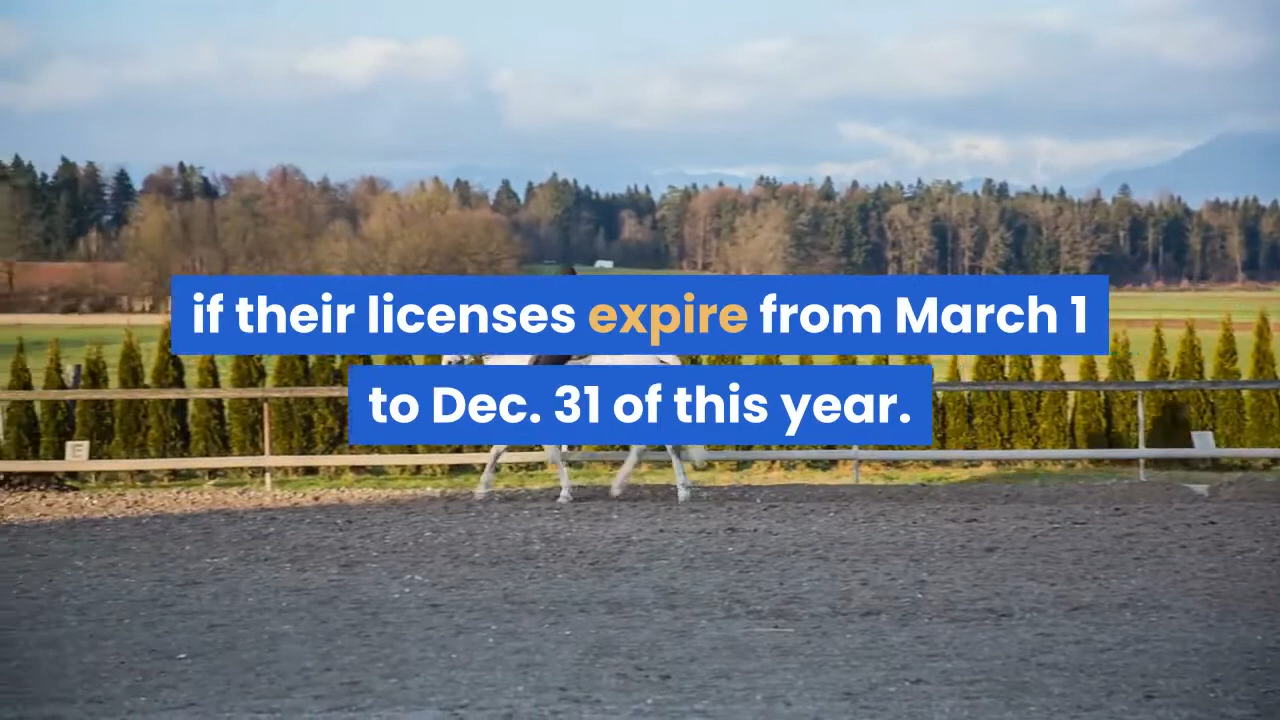 if their licenses expire from March 1
to Dec. 31 of this year.
E